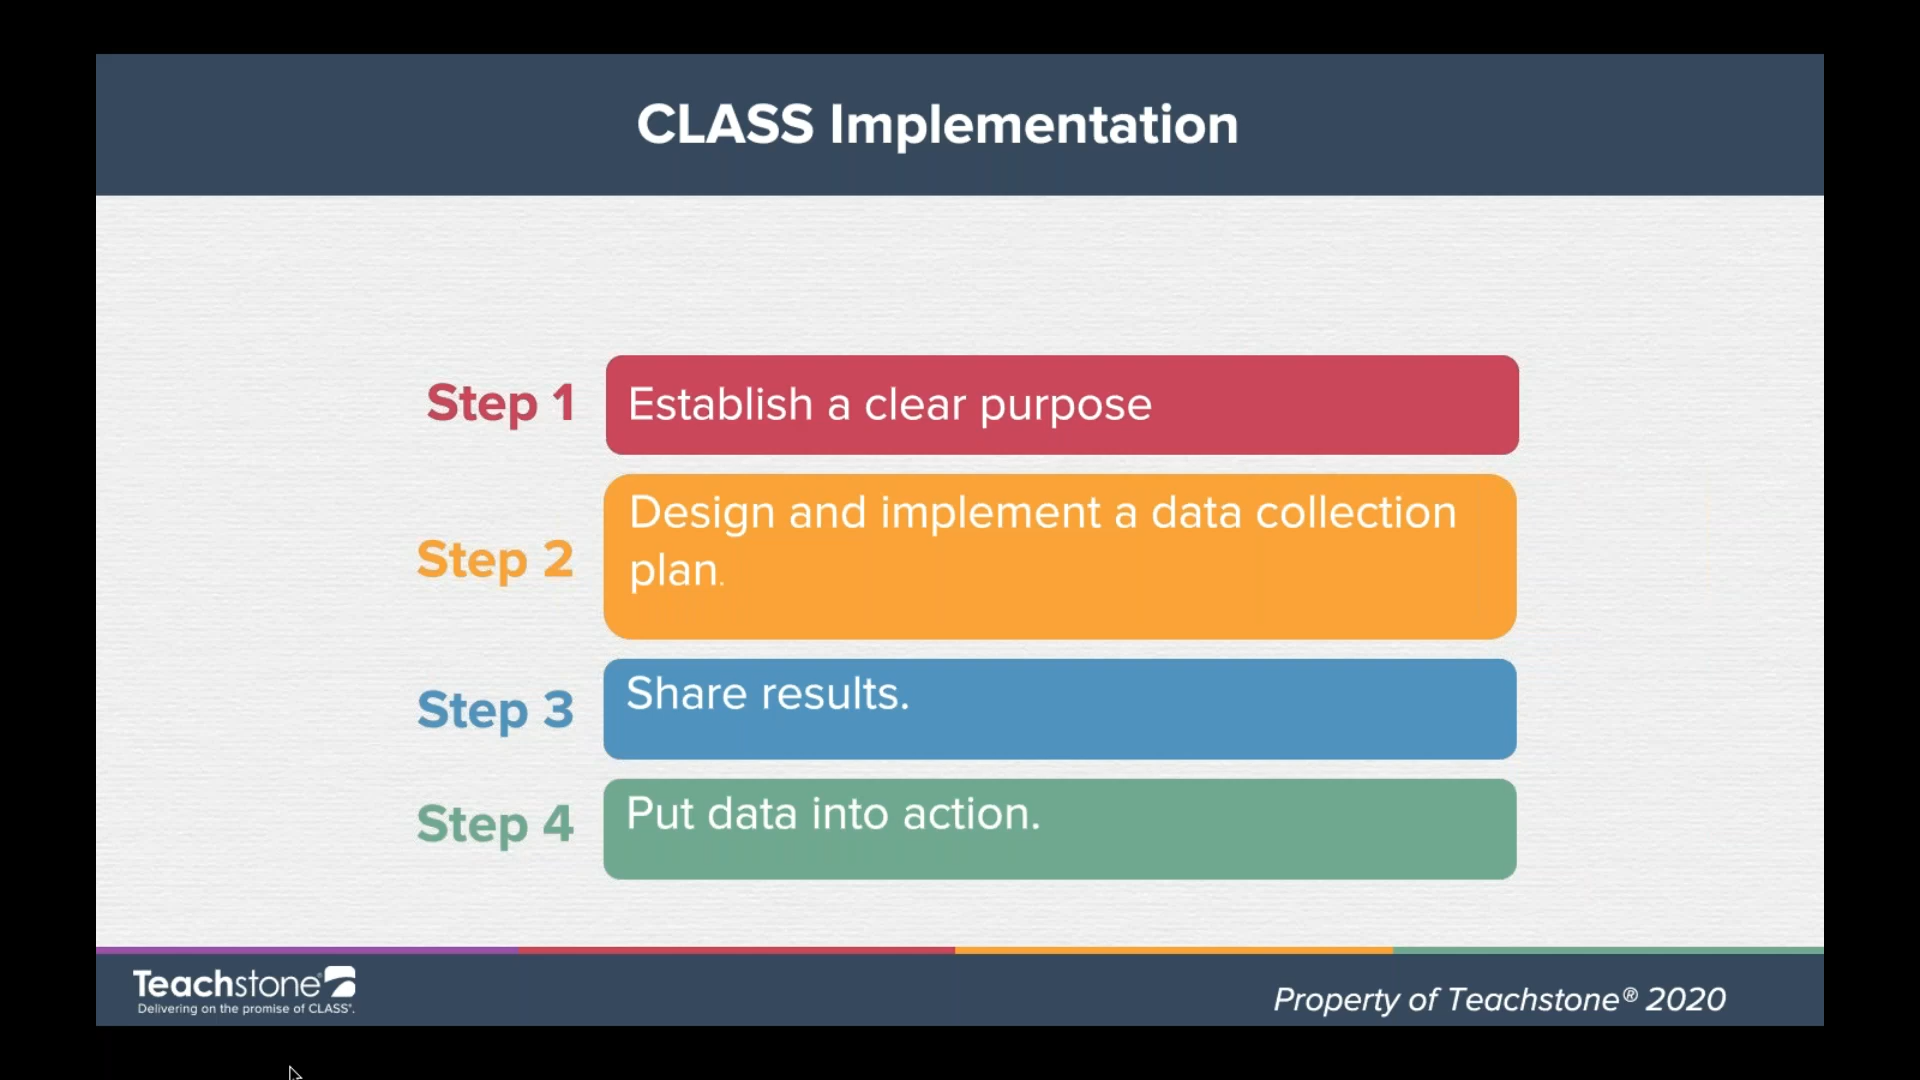 CLASS Implementation
Step 1
Establish a clear purpose
Step 2
Design and implement a data collection
plan.
Step 3
Share results.
Step 4
Put data into action.
Teachstone®
Delivering on the promise of CLASS®.
Property of Teachstone® 2020